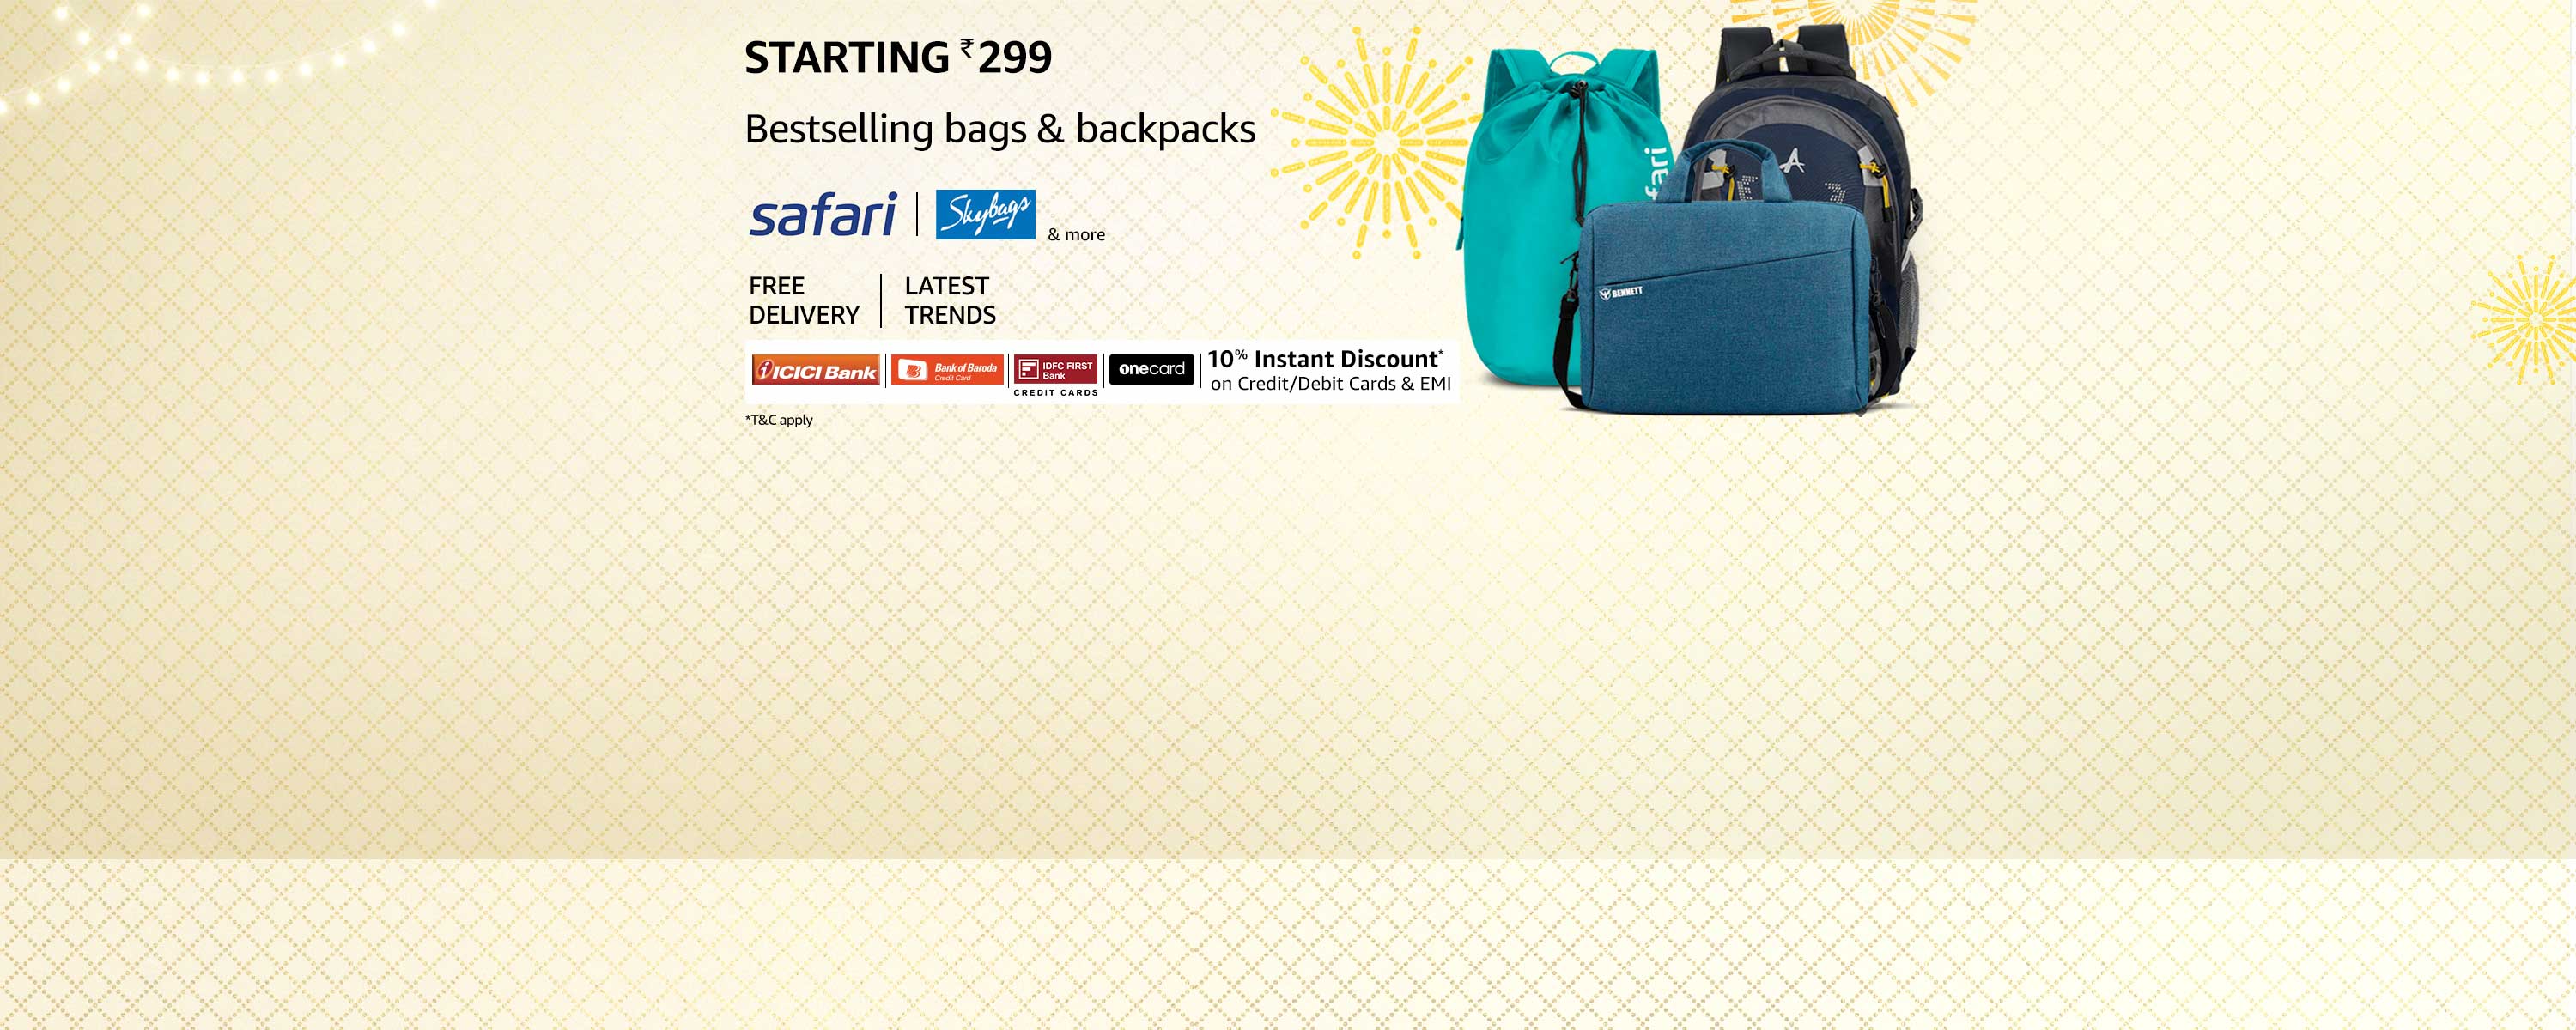 STARTING ₹299
Bestselling bags & backpacks
safari
Skybags
& more
FREE
DELIVERY
LATEST
TRENDS
ICICI Bank
Bank of Baroda
Credit Card
IDFC FIRST
Bank
CREDIT CARDS
onecard
10% Instant Discount*
on Credit/Debit Cards & EMI
*T&C apply
BENNETT
A